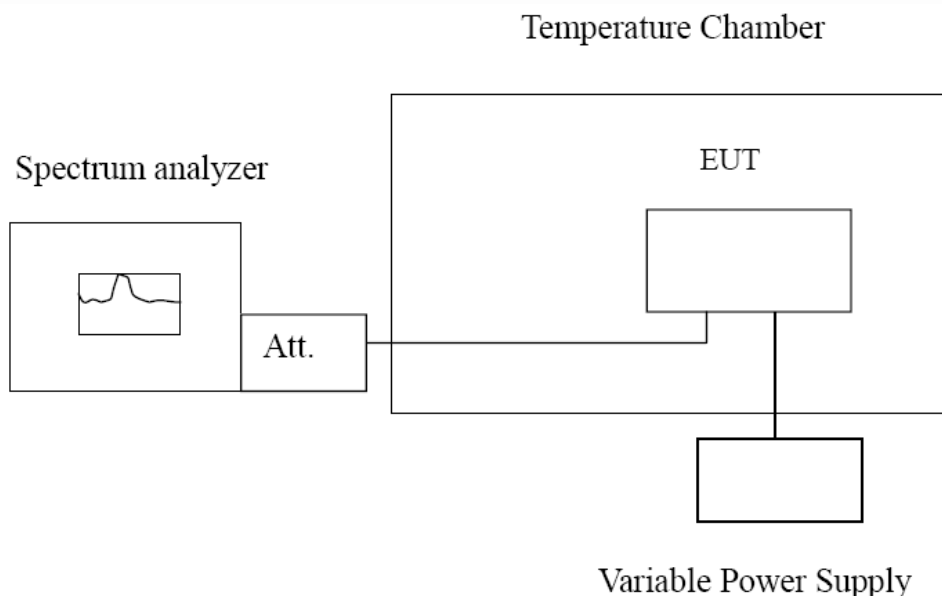 Temperature Chamber
EUT
Spectrum analyzer
Att.
Variable Power Supply